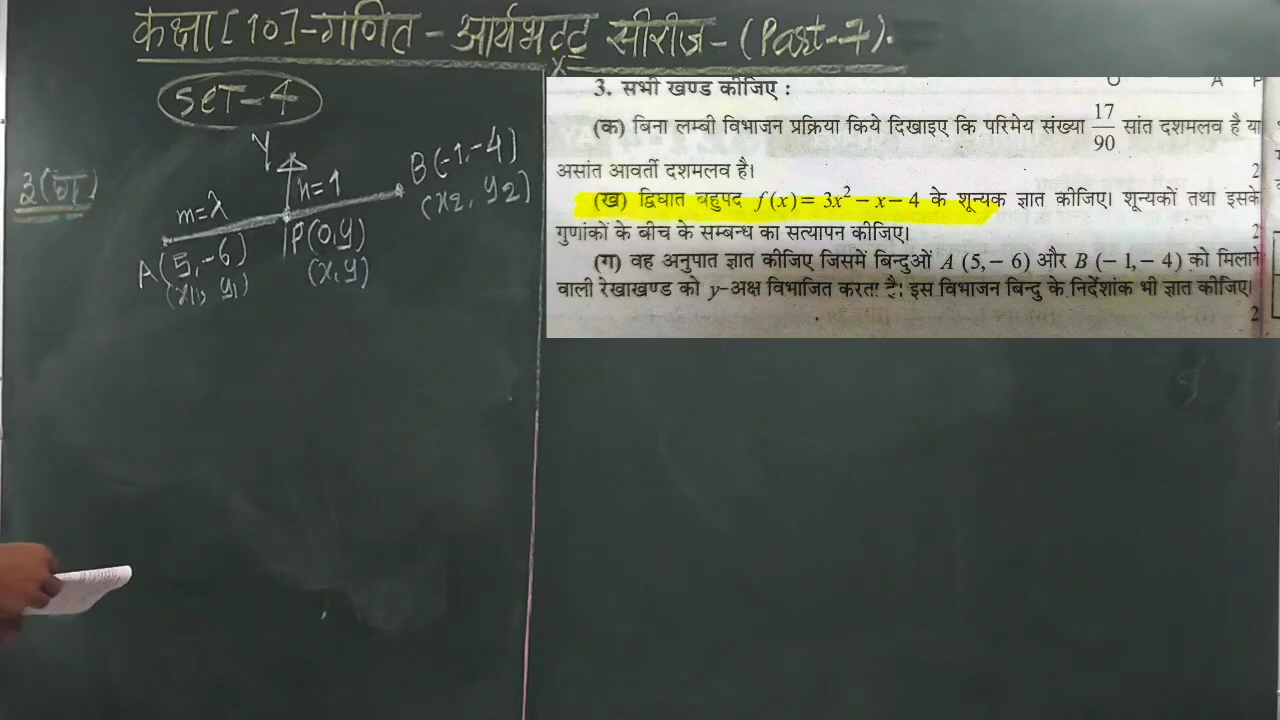 कक्षा[10]-गणित - आर्यभट्ट सीरीज-(Part-7).
SET-4
3(ग)
Y
m=λ
n=1
B(-1,-4)
(x2, y2)
A(5,-6)
(x1, y1)
P(0,y)
(x,y)
3. सभी खण्ड कीजिए :
(क) बिना लम्बी विभाजन प्रक्रिया किये दिखाइए कि परिमेय संख्या 17/90 सांत दशमलव है या
असांत आवर्ती दशमलव है। 2
(ख) द्विघात बहुपद f(x)= 3x² – x – 4 के शून्यक ज्ञात कीजिए। शून्यकों तथा इसके
गुणांकों के बीच के सम्बन्ध का सत्यापन कीजिए। 2
(ग) वह अनुपात ज्ञात कीजिए जिसमें बिन्दुओं A (5,– 6) और B (– 1,– 4) को मिलाने
वाली रेखाखण्ड को y–अक्ष विभाजित करता है। इस विभाजन बिन्दु के निर्देशांक भी ज्ञात कीजिए।
2